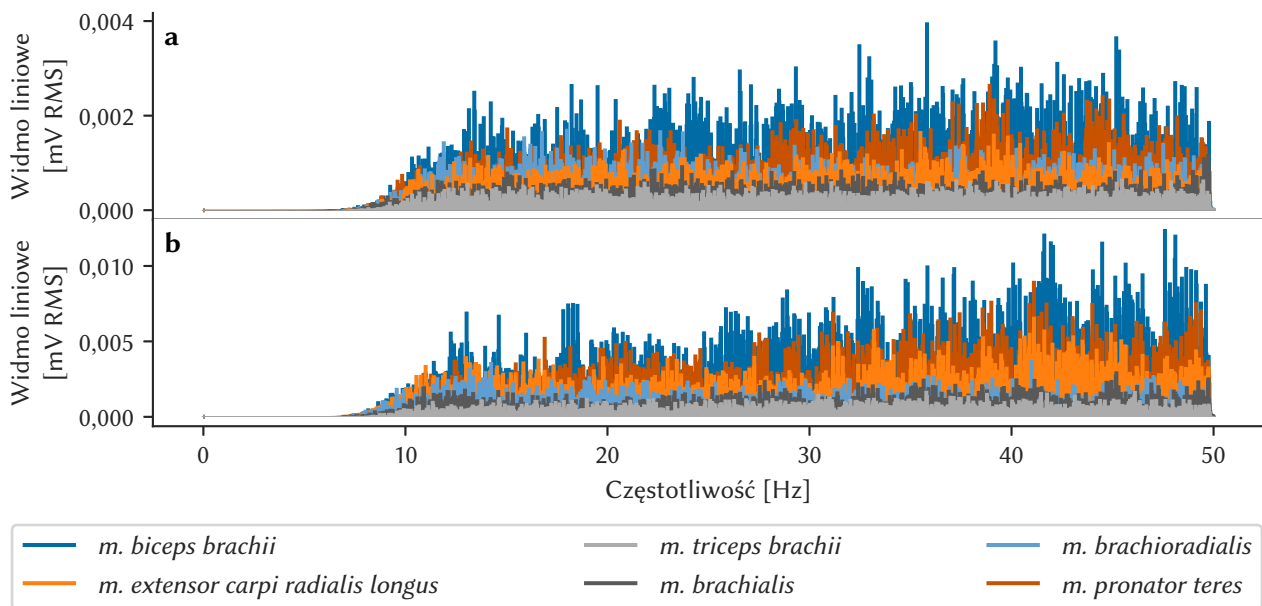 a
0,004
0,002
0,000
Widmo liniowe
[mV RMS]
b
0,010
0,005
0,000
Widmo liniowe
[mV RMS]
0 10 20 30 40 50
Częstotliwość [Hz]
m. biceps brachii m. triceps brachii m. brachioradialis
m. extensor carpi radialis longus m. brachialis m. pronator teres